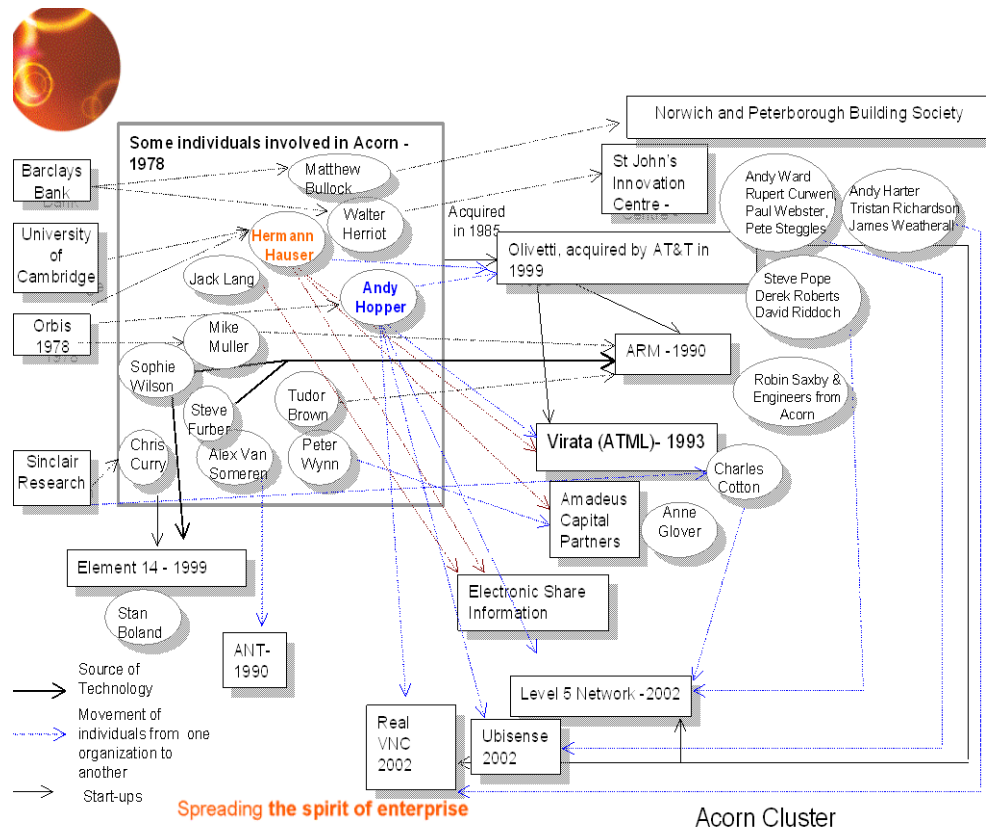 Norwich and Peterborough Building Society
Some individuals involved in Acorn -
1978
Barclays
Bank
Matthew
Bullock
St John's
Innovation
Centre -
Andy Ward
Rupert Curwen,
Paul Webster,
Pete Steggles
Andy Harter
Tristan Richardson
James Weatherall
Walter
Herriot
Acquired
in 1985
University
of
Cambridge
Hermann
Hauser
Olivetti, acquired by AT&T in
1999
Jack Lang
Andy
Hopper
Steve Pope
Derek Roberts
David Riddoch
Orbis
1978
Mike
Muller
ARM -1990
Sophie
Wilson
Tudor
Brown
Robin Saxby &
Engineers from
Acorn
Steve
Furber
Chris
Curry
Alex Van
Someren
Peter
Wynn
Virata (ATML)- 1993
Sinclair
Research
Charles
Cotton
Amadeus
Capital
Partners
Anne
Glover
Element 14 - 1999
Electronic Share
Information
Stan
Boland
ANT-
1990
Source of
Technology
Level 5 Network -2002
Movement of
individuals from one
organization to
another
Real
VNC
2002
Ubisense
2002
Start-ups
Spreading the spirit of enterprise
Acorn Cluster